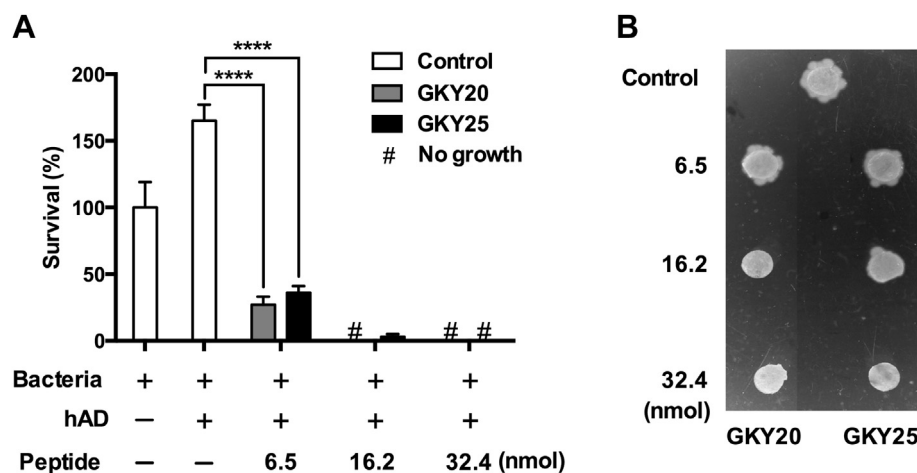 A
B
Survival (%)
200
150
100
50
0
****
****
Control
GKY20
GKY25
# No growth
#
# #
Bacteria + + + + +
hAD – + + + +
Peptide – – 6.5 16.2 32.4 (nmol)
Control
6.5
16.2
32.4
(nmol)
GKY20 GKY25